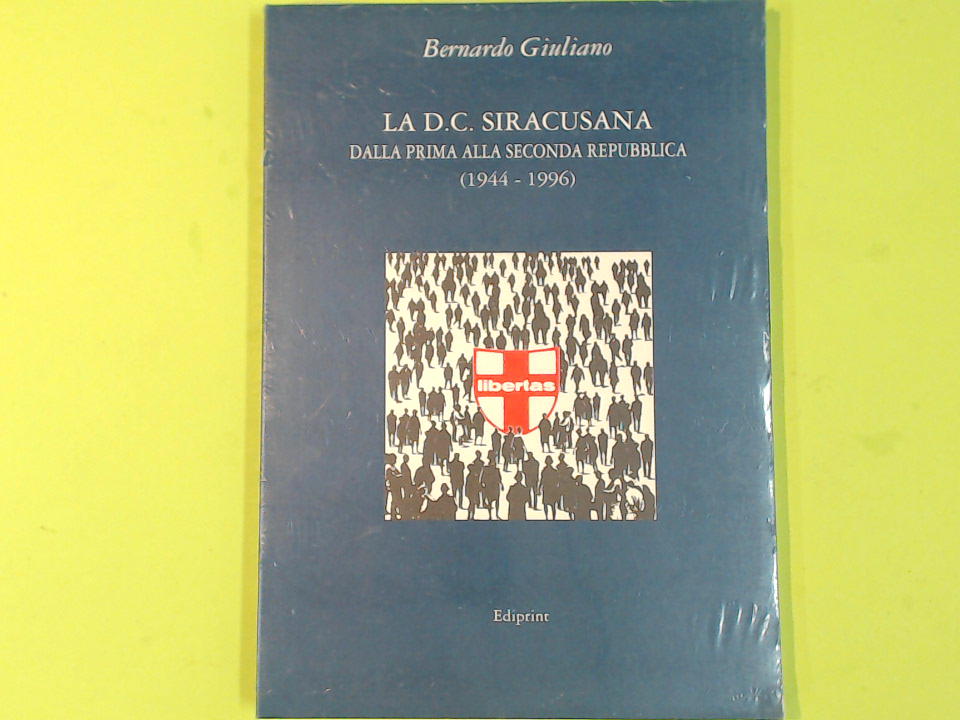 Bernardo Giuliano
LA D.C. SIRACUSANA
DALLA PRIMA ALLA SECONDA REPUBBLICA
(1944 - 1996)
libertas
Ediprint